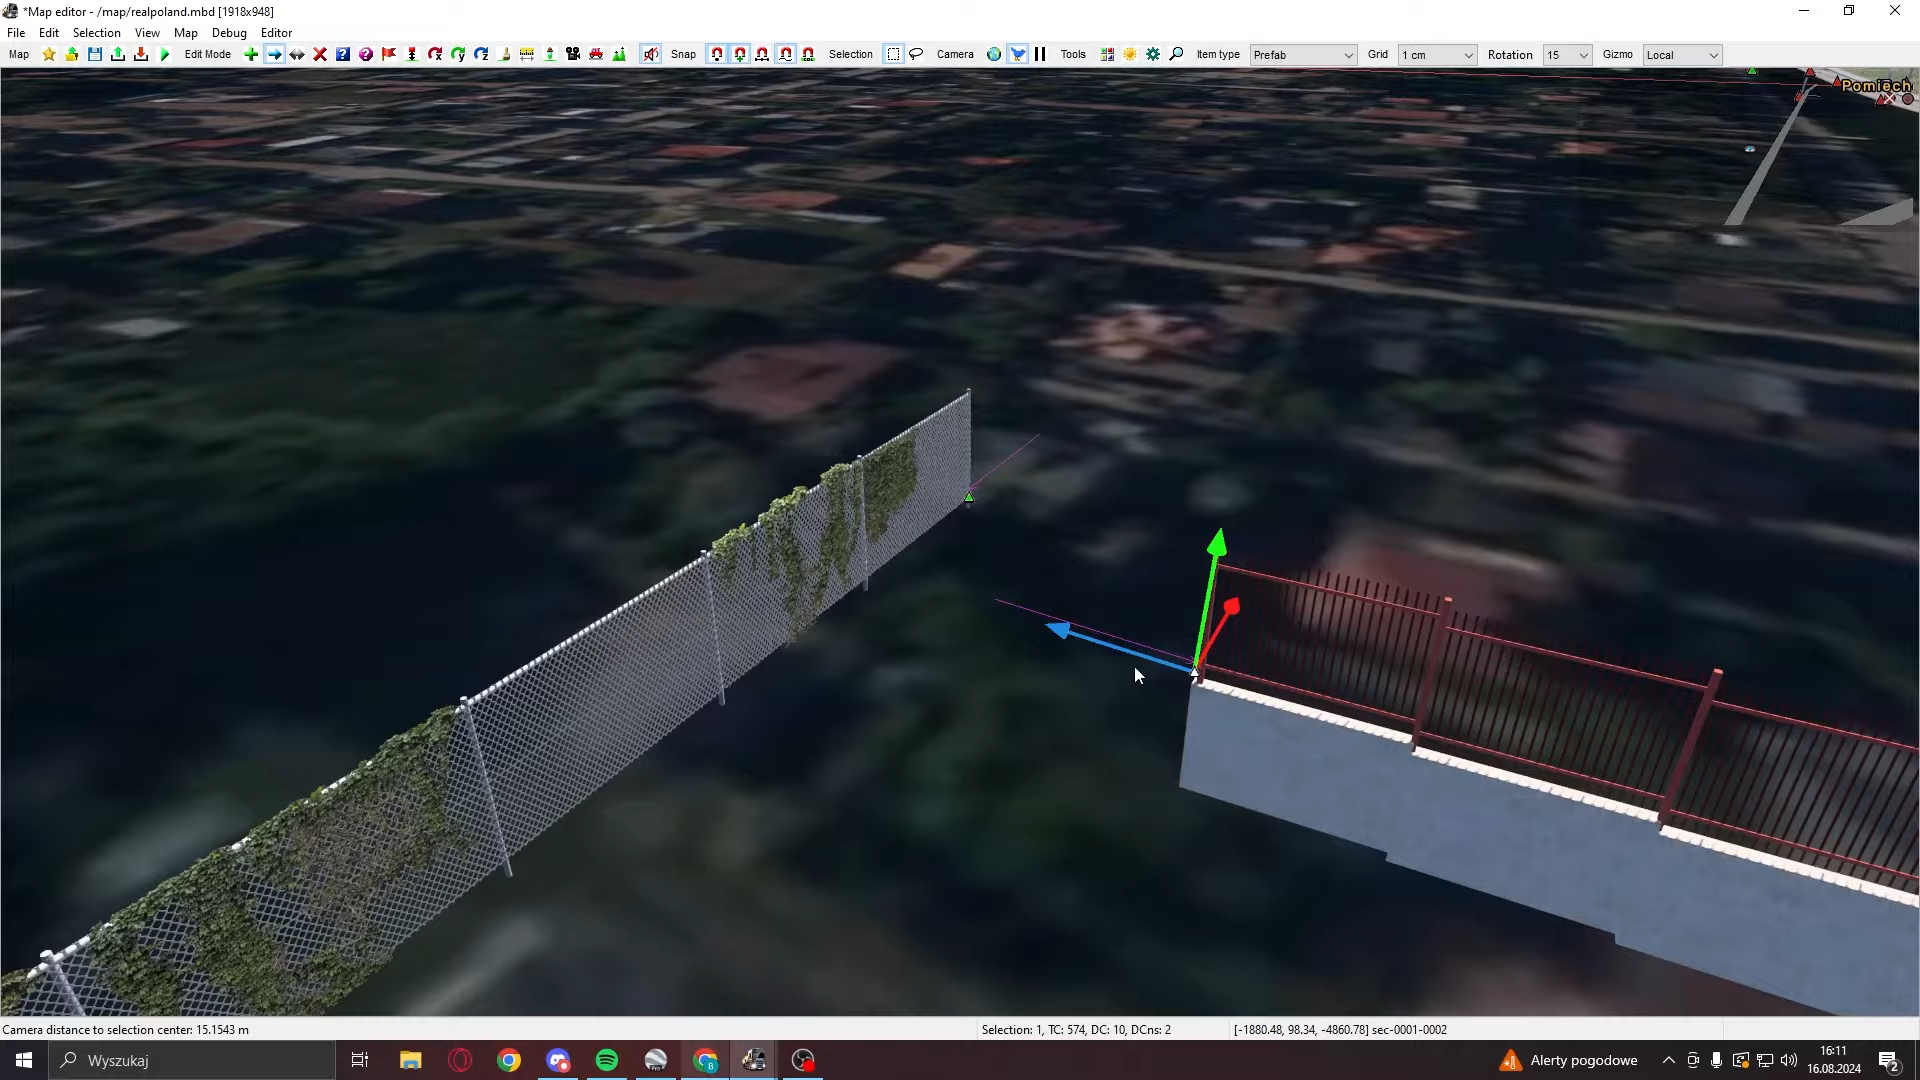 *Map editor - /map/realpoland.mbd [1918x948]
File Edit Selection View Map Debug Editor
Map Edit Mode Snap Selection Camera Tools Item type Prefab Grid 1 cm Rotation 15 Gizmo Local
Pomiech
Camera distance to selection center: 15.1543 m
Selection: 1, TC: 574, DC: 10, DCns: 2
[-1880.48, 98.34, -4860.78] sec-0001-0002
Wyszukaj
Pro
B
Alerty pogodowe
16:11
16.08.2024
2